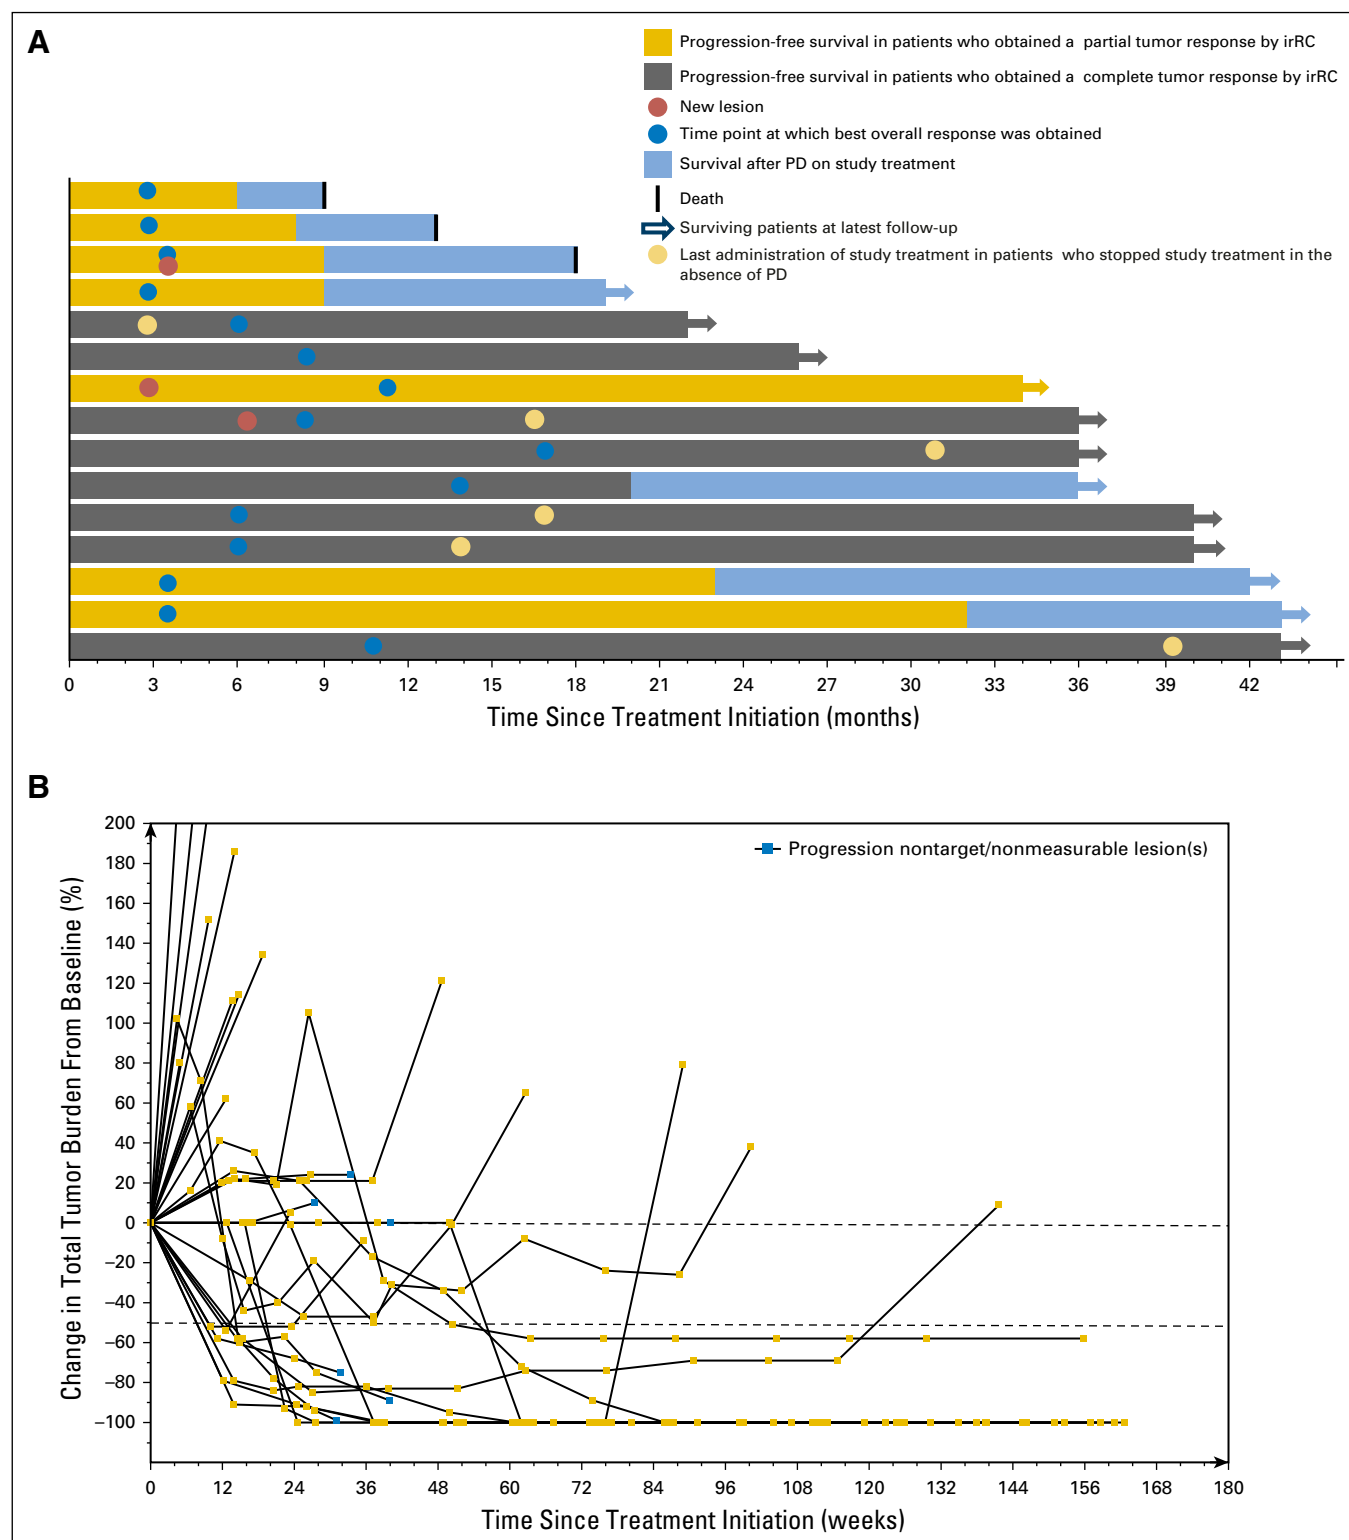 A
Progression-free survival in patients who obtained a partial tumor response by irRC
Progression-free survival in patients who obtained a complete tumor response by irRC
New lesion
Time point at which best overall response was obtained
Survival after PD on study treatment
Death
Surviving patients at latest follow-up
Last administration of study treatment in patients who stopped study treatment in the
absence of PD
0 3 6 9 12 15 18 21 24 27 30 33 36 39 42
Time Since Treatment Initiation (months)
B
Change in Total Tumor Burden From Baseline (%)
200
180
160
140
120
100
80
60
40
20
0
−20
−40
−60
−80
−100
Progression nontarget/nonmeasurable lesion(s)
0 12 24 36 48 60 72 84 96 108 120 132 144 156 168 180
Time Since Treatment Initiation (weeks)